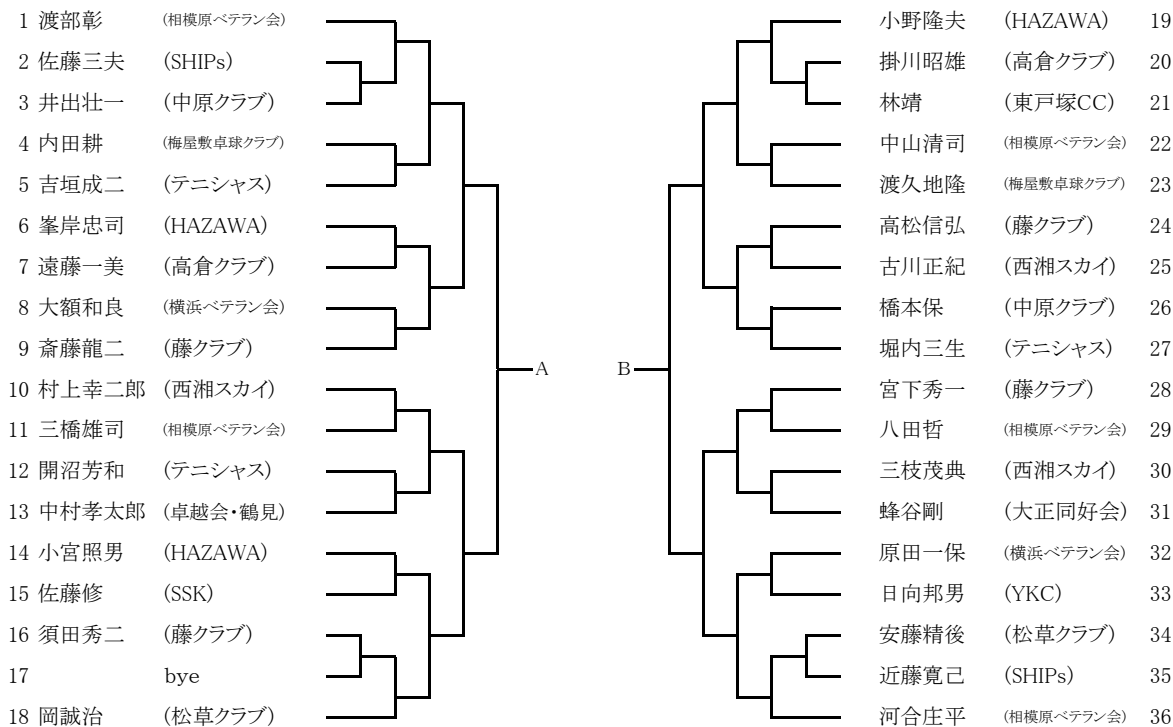 1 渡部彰 (相模原ベテラン会)
2 佐藤三夫 (SHIPs)
3 井出壮一 (中原クラブ)
4 内田耕 (梅屋敷卓球クラブ)
5 吉垣成二 (テニシャス)
6 峯岸忠司 (HAZAWA)
7 遠藤一美 (高倉クラブ)
8 大額和良 (横浜ベテラン会)
9 斎藤龍二 (藤クラブ)
10 村上幸二郎 (西湘スカイ)
11 三橋雄司 (相模原ベテラン会)
12 開沼芳和 (テニシャス)
13 中村孝太郎 (卓越会・鶴見)
14 小宮照男 (HAZAWA)
15 佐藤修 (SSK)
16 須田秀二 (藤クラブ)
17 bye
18 岡誠治 (松草クラブ)
A
B
小野隆夫 (HAZAWA) 19
掛川昭雄 (高倉クラブ) 20
林靖 (東戸塚CC) 21
中山清司 (相模原ベテラン会) 22
渡久地隆 (梅屋敷卓球クラブ) 23
高松信弘 (藤クラブ) 24
古川正紀 (西湘スカイ) 25
橋本保 (中原クラブ) 26
堀内三生 (テニシャス) 27
宮下秀一 (藤クラブ) 28
八田哲 (相模原ベテラン会) 29
三枝茂典 (西湘スカイ) 30
蜂谷剛 (大正同好会) 31
原田一保 (横浜ベテラン会) 32
日向邦男 (YKC) 33
安藤精後 (松草クラブ) 34
近藤寛己 (SHIPs) 35
河合庄平 (相模原ベテラン会) 36